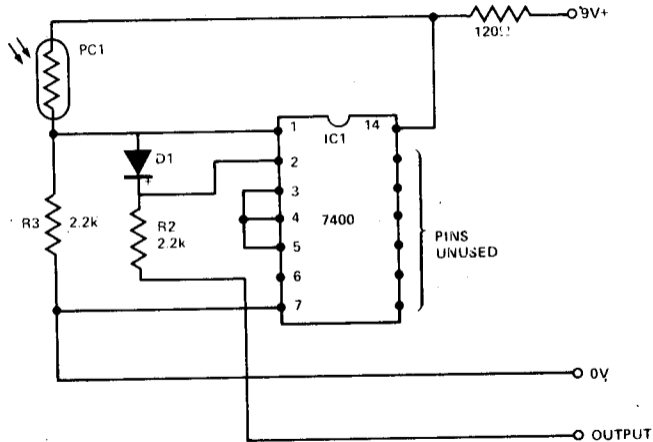 9V+
120Ω
PC1
1
14
IC1
D1
+
2
3
R3
2.2k
R2
2.2k
4
7400
5
PINS
UNUSED
6
7
0V
OUTPUT